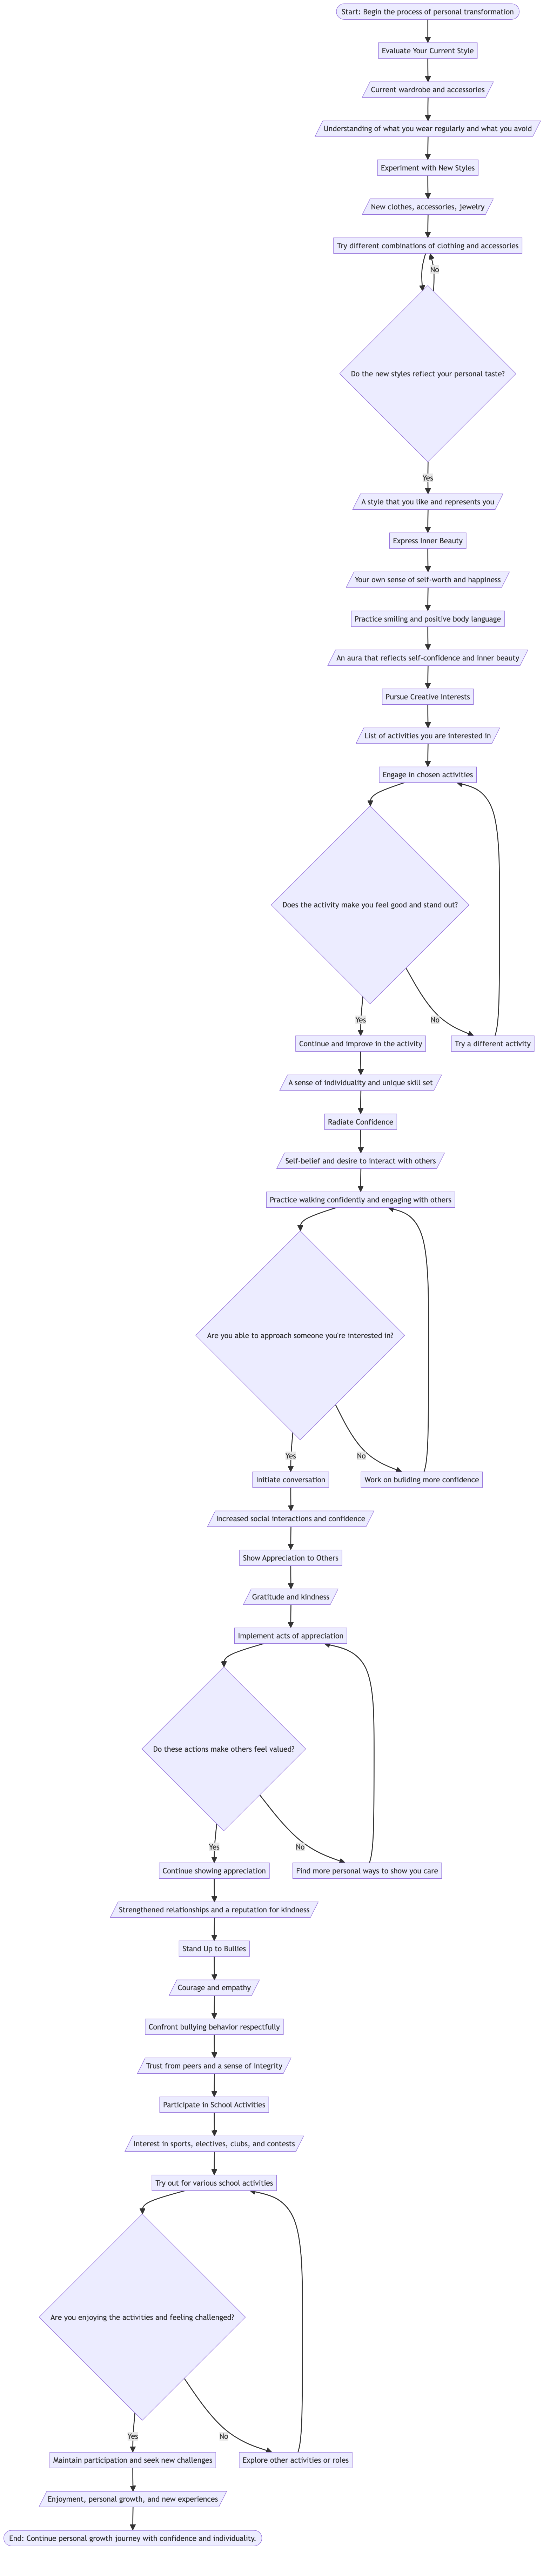 Start: Begin the process of personal transformation
Evaluate Your Current Style
Current wardrobe and accessories
Understanding of what you wear regularly and what you avoid
Experiment with New Styles
New clothes, accessories, jewelry
Try different combinations of clothing and accessories
No
Do the new styles reflect your personal taste?
Yes
A style that you like and represents you
Express Inner Beauty
Your own sense of self-worth and happiness
Practice smiling and positive body language
An aura that reflects self-confidence and inner beauty
Pursue Creative Interests
List of activities you are interested in
Engage in chosen activities
Does the activity make you feel good and stand out?
Yes
No
Continue and improve in the activity
Try a different activity
A sense of individuality and unique skill set
Radiate Confidence
Self-belief and desire to interact with others
Practice walking confidently and engaging with others
Are you able to approach someone you're interested in?
Yes
No
Initiate conversation
Work on building more confidence
Increased social interactions and confidence
Show Appreciation to Others
Gratitude and kindness
Implement acts of appreciation
Do these actions make others feel valued?
Yes
No
Continue showing appreciation
Find more personal ways to show you care
Strengthened relationships and a reputation for kindness
Stand Up to Bullies
Courage and empathy
Confront bullying behavior respectfully
Trust from peers and a sense of integrity
Participate in School Activities
Interest in sports, electives, clubs, and contests
Try out for various school activities
Are you enjoying the activities and feeling challenged?
Yes
No
Maintain participation and seek new challenges
Explore other activities or roles
Enjoyment, personal growth, and new experiences
End: Continue personal growth journey with confidence and individuality.